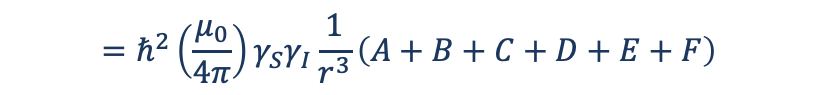 = ħ² (μ₀/4π) γ_S γ_I 1/r³ (A + B + C + D + E + F)